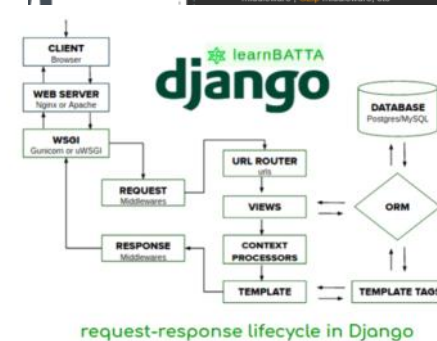 learnBATTA
django
CLIENT
Browser
WEB SERVER
Nginx or Apache
WSGI
Gunicorn or uWSGI
REQUEST
Middlewares
RESPONSE
Middlewares
URL ROUTER
urls
VIEWS
CONTEXT
PROCESSORS
TEMPLATE
DATABASE
Postgres/MySQL
ORM
TEMPLATE TAGS
request-response lifecycle in Django